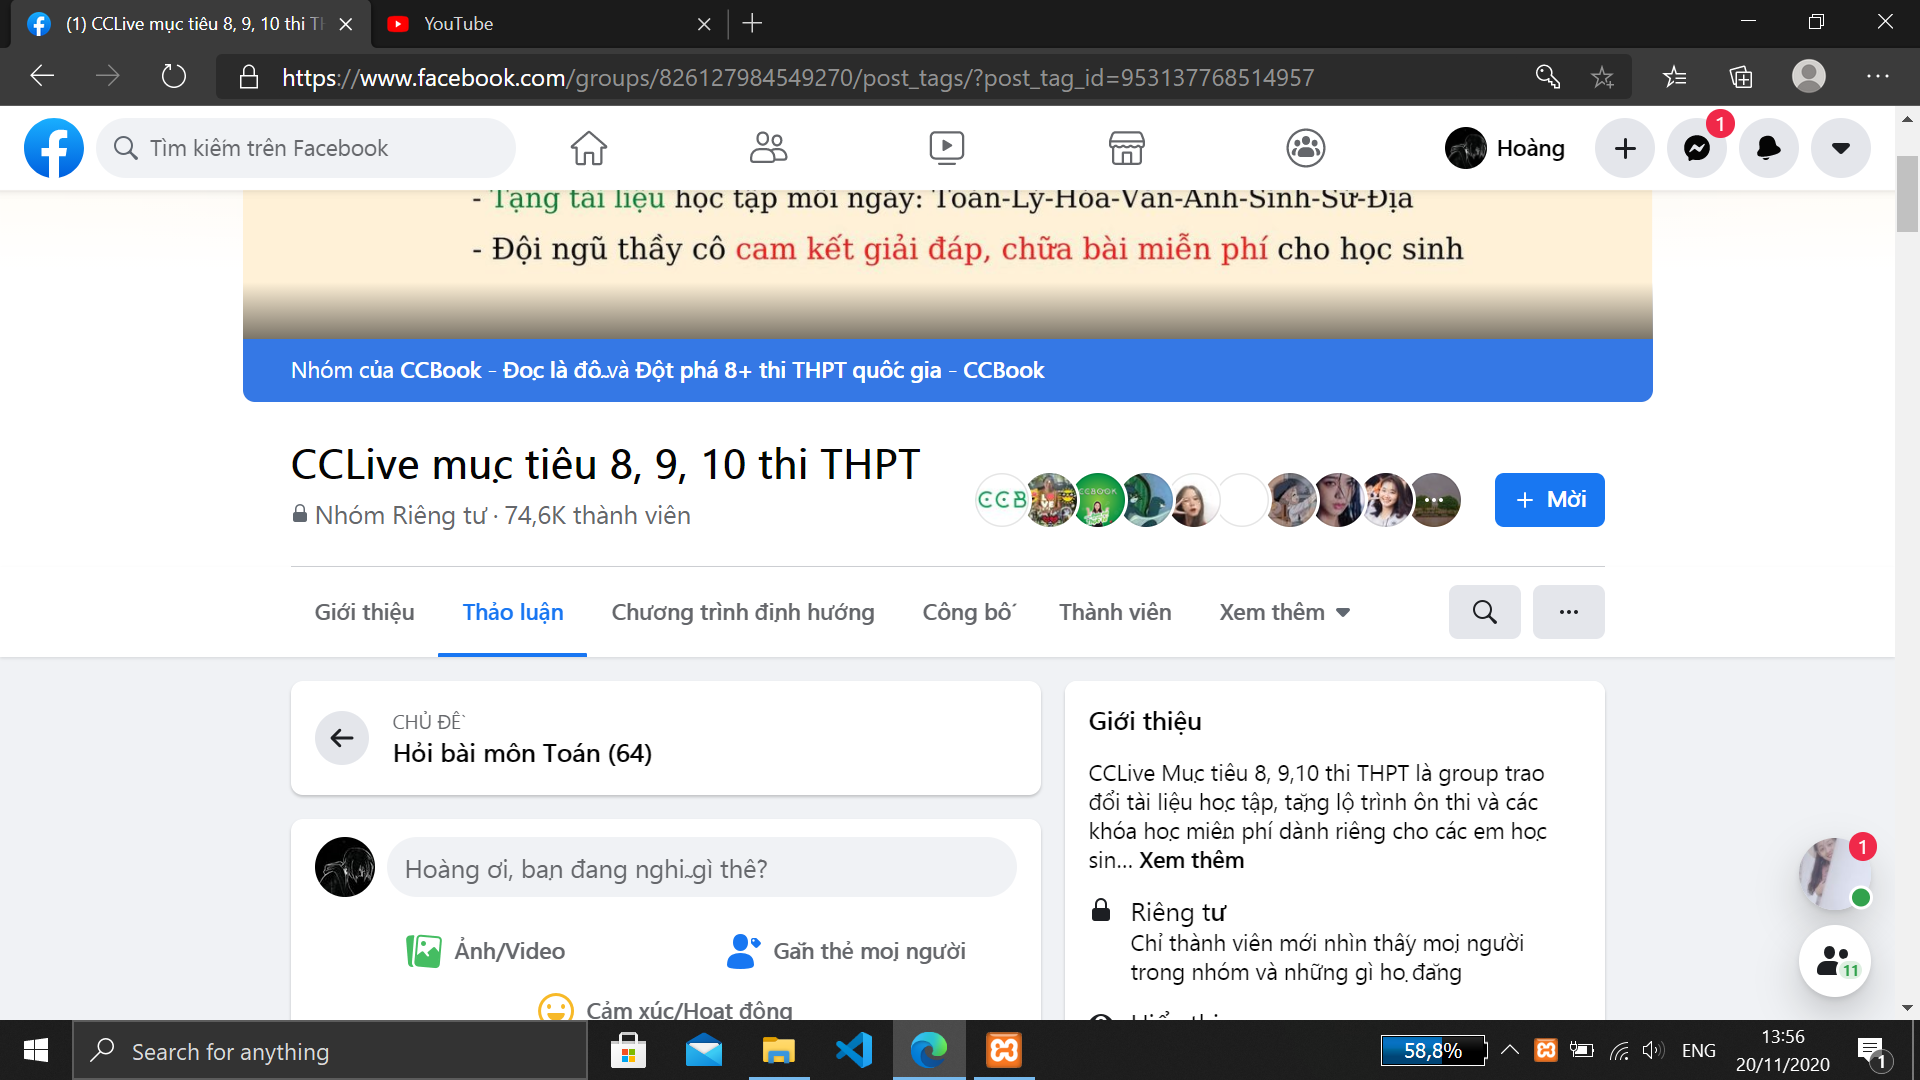 (1) CCLive mục tiêu 8, 9, 10 thi TH
YouTube
https://www.facebook.com/groups/826127984549270/post_tags/?post_tag_id=953137768514957
Tìm kiếm trên Facebook
Hoàng
1
- Tặng tài liệu học tập mỗi ngày: Toán-Lý-Hóa-Văn-Anh-Sinh-Sử-Địa
- Đội ngũ thầy cô cam kết giải đáp, chữa bài miễn phí cho học sinh
Nhóm của CCBook - Đọc là đỗ và Đột phá 8+ thi THPT quốc gia - CCBook
CCLive mục tiêu 8, 9, 10 thi THPT
Nhóm Riêng tư · 74,6K thành viên
CCB
CCBOOK
+ Mời
Giới thiệu
Thảo luận
Chương trình định hướng
Công bố
Thành viên
Xem thêm
CHỦ ĐỀ
Hỏi bài môn Toán (64)
Hoàng ơi, bạn đang nghĩ gì thế?
Ảnh/Video
Gắn thẻ mọi người
Cảm xúc/Hoạt động
Giới thiệu
CCLive Mục tiêu 8, 9,10 thi THPT là group trao
đổi tài liệu học tập, tặng lộ trình ôn thi và các
khóa học miễn phí dành riêng cho các em học
sin... Xem thêm
Riêng tư
Chỉ thành viên mới nhìn thấy mọi người
trong nhóm và những gì họ đăng
Hiển thị
1
11
Search for anything
58,8%
ENG
13:56
20/11/2020
1